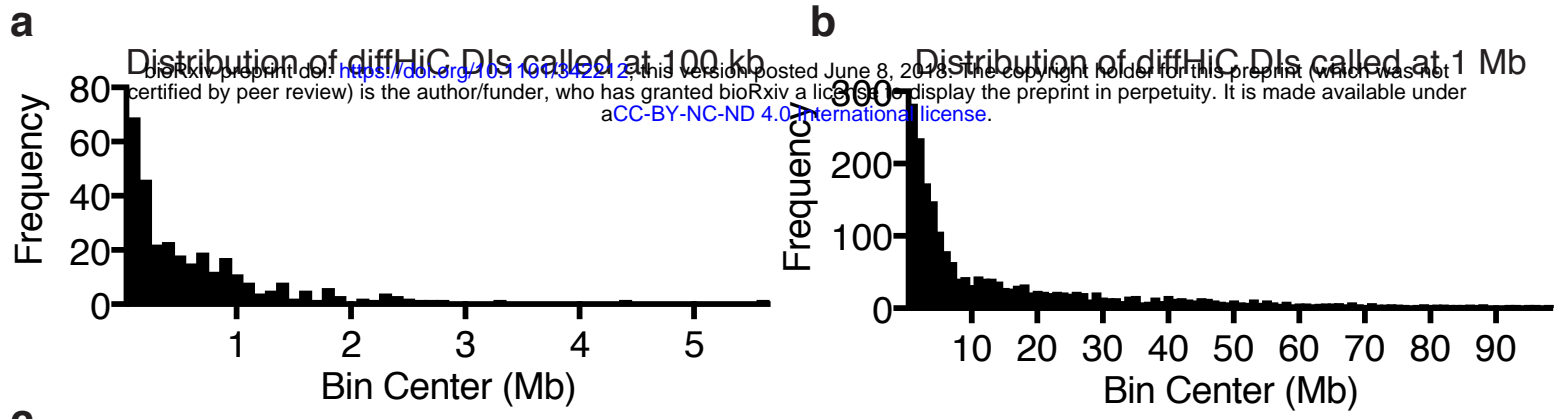 a
b
Distribution of diffHiC DIs called at 100 kb
Distribution of diffHiC DIs called at 1 Mb
bioRxiv preprint doi: https://doi.org/10.1101/342212; this version posted June 8, 2018. The copyright holder for this preprint (which was not
certified by peer review) is the author/funder, who has granted bioRxiv a license to display the preprint in perpetuity. It is made available under
aCC-BY-NC-ND 4.0 International license.
Frequency
80
60
40
20
0
1 2 3 4 5
Bin Center (Mb)
Frequency
300
200
100
0
10 20 30 40 50 60 70 80 90
Bin Center (Mb)